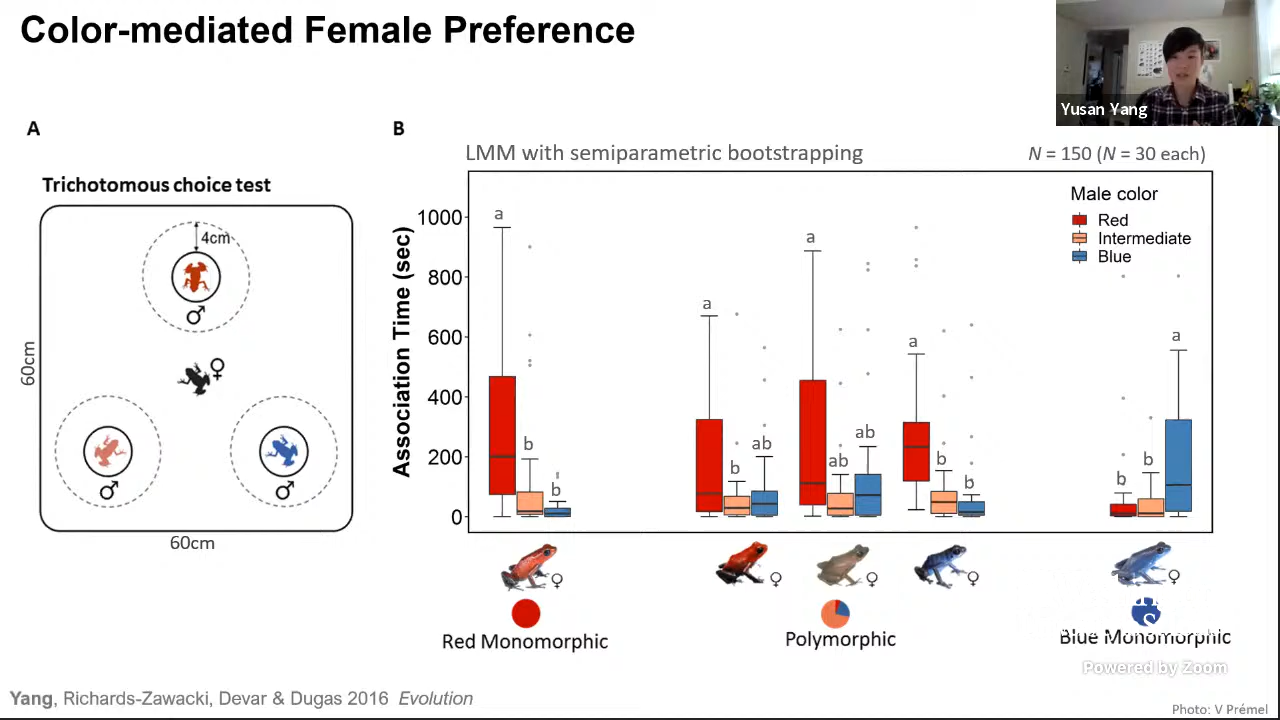 Color-mediated Female Preference
Yusan Yang
A
B
LMM with semiparametric bootstrapping
N = 150 (N = 30 each)
Trichotomous choice test
4cm
♂
♀
♂
♂
60cm
60cm
Association Time (sec)
1000
800
600
400
200
0
a
b
b
a
b
ab
a
ab
ab
a
b
b
b
b
a
Male color
Red
Intermediate
Blue
♀
♀
♀
♀
♀
Red Monomorphic
Polymorphic
Blue Monomorphic
Powered by Zoom
Yang, Richards-Zawacki, Devar & Dugas 2016 Evolution
Photo: V Prémel